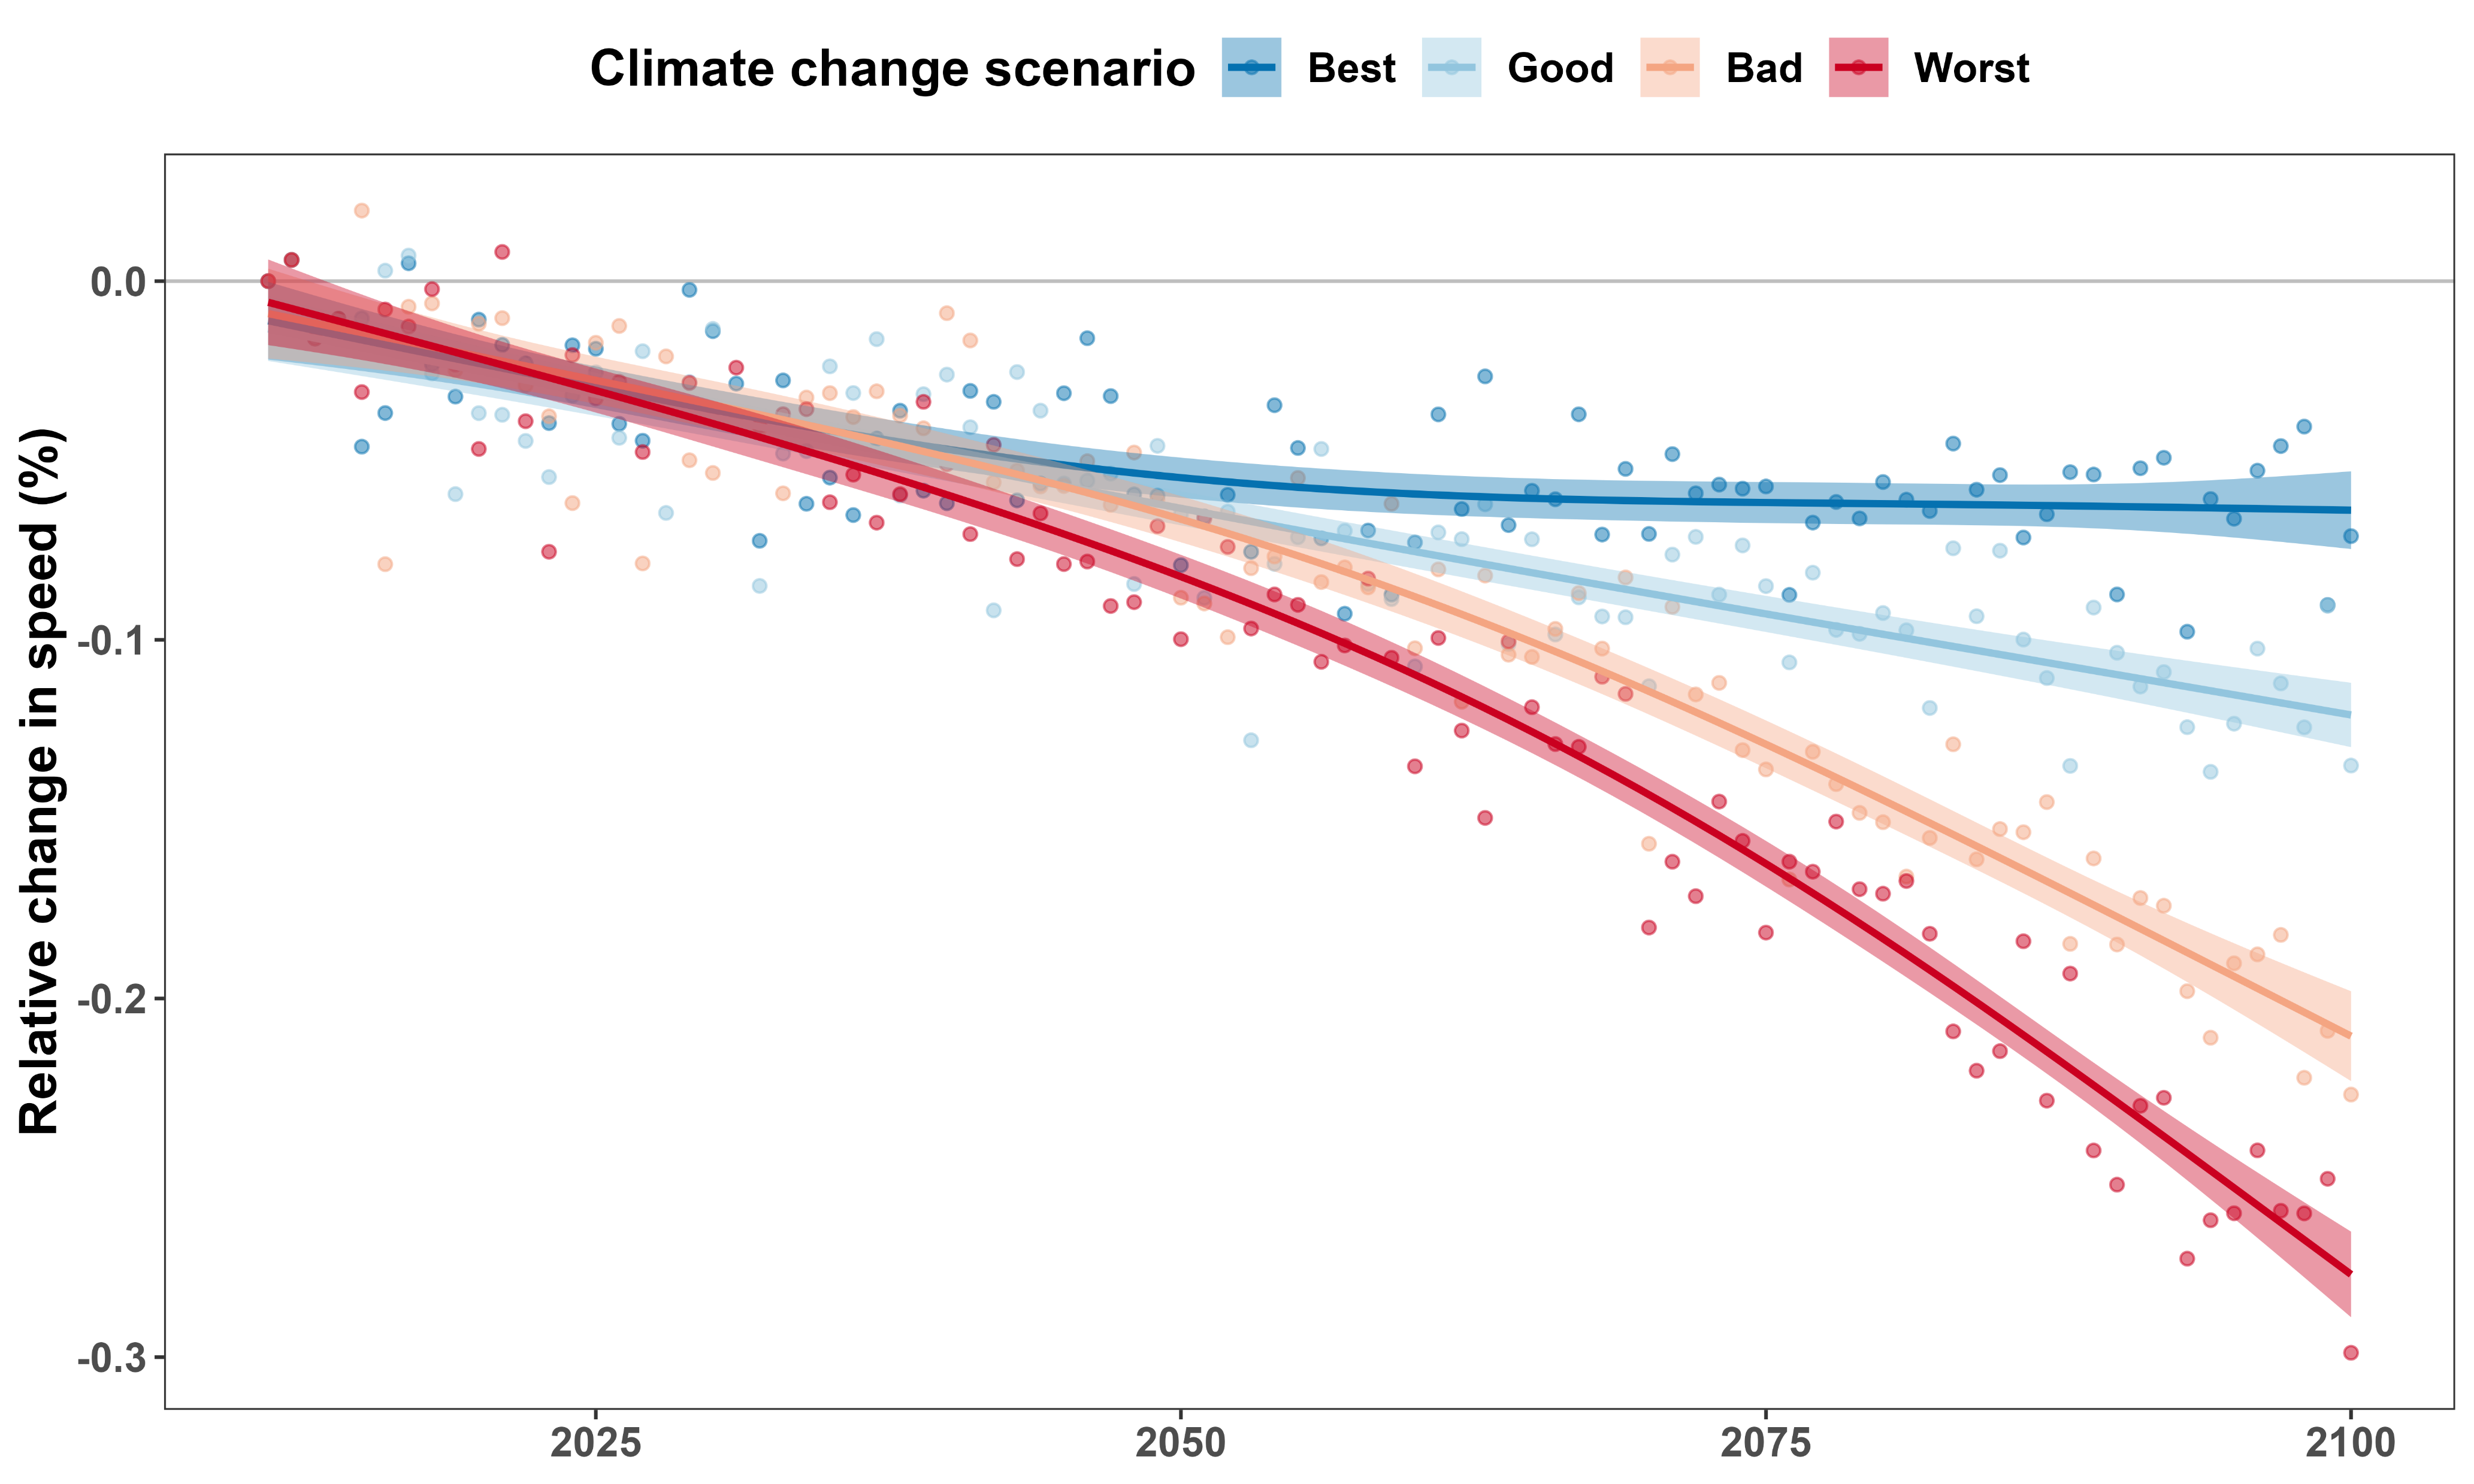 Climate change scenario Best Good Bad Worst
Relative change in speed (%)
0.0
-0.1
-0.2
-0.3
2025 2050 2075 2100